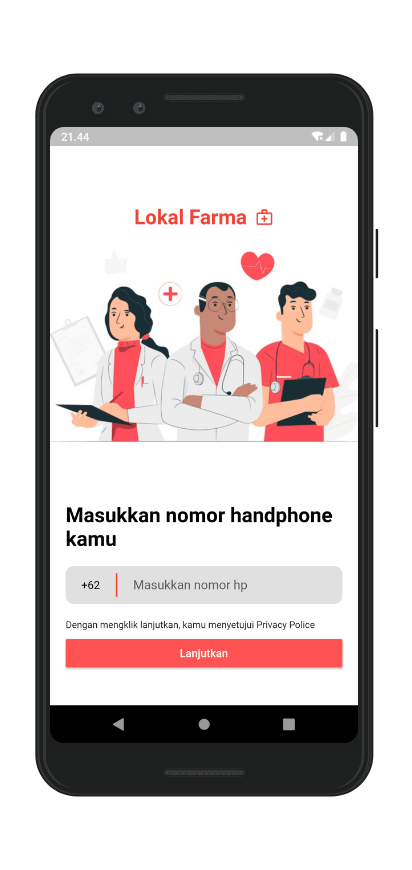 21.44
Lokal Farma
Masukkan nomor handphone
kamu
+62 Masukkan nomor hp
Dengan mengklik lanjutkan, kamu menyetujui Privacy Police
Lanjutkan